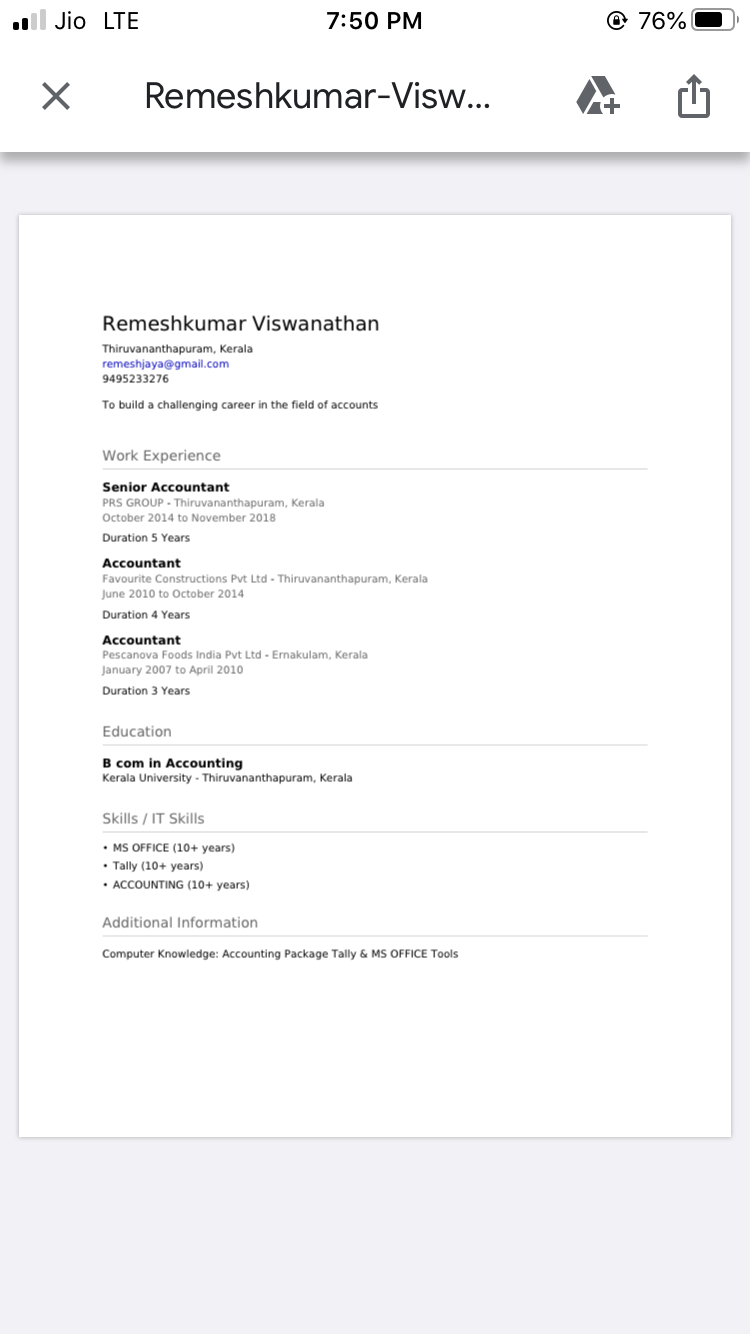 Jio LTE 7:50 PM 76%
Remeshkumar-Visw...
Remeshkumar Viswanathan
Thiruvananthapuram, Kerala
remeshjaya@gmail.com
9495233276
To build a challenging career in the field of accounts
Work Experience
Senior Accountant
PRS GROUP - Thiruvananthapuram, Kerala
October 2014 to November 2018
Duration 5 Years
Accountant
Favourite Constructions Pvt Ltd - Thiruvananthapuram, Kerala
June 2010 to October 2014
Duration 4 Years
Accountant
Pescanova Foods India Pvt Ltd - Ernakulam, Kerala
January 2007 to April 2010
Duration 3 Years
Education
B com in Accounting
Kerala University - Thiruvananthapuram, Kerala
Skills / IT Skills
• MS OFFICE (10+ years)
• Tally (10+ years)
• ACCOUNTING (10+ years)
Additional Information
Computer Knowledge: Accounting Package Tally & MS OFFICE Tools